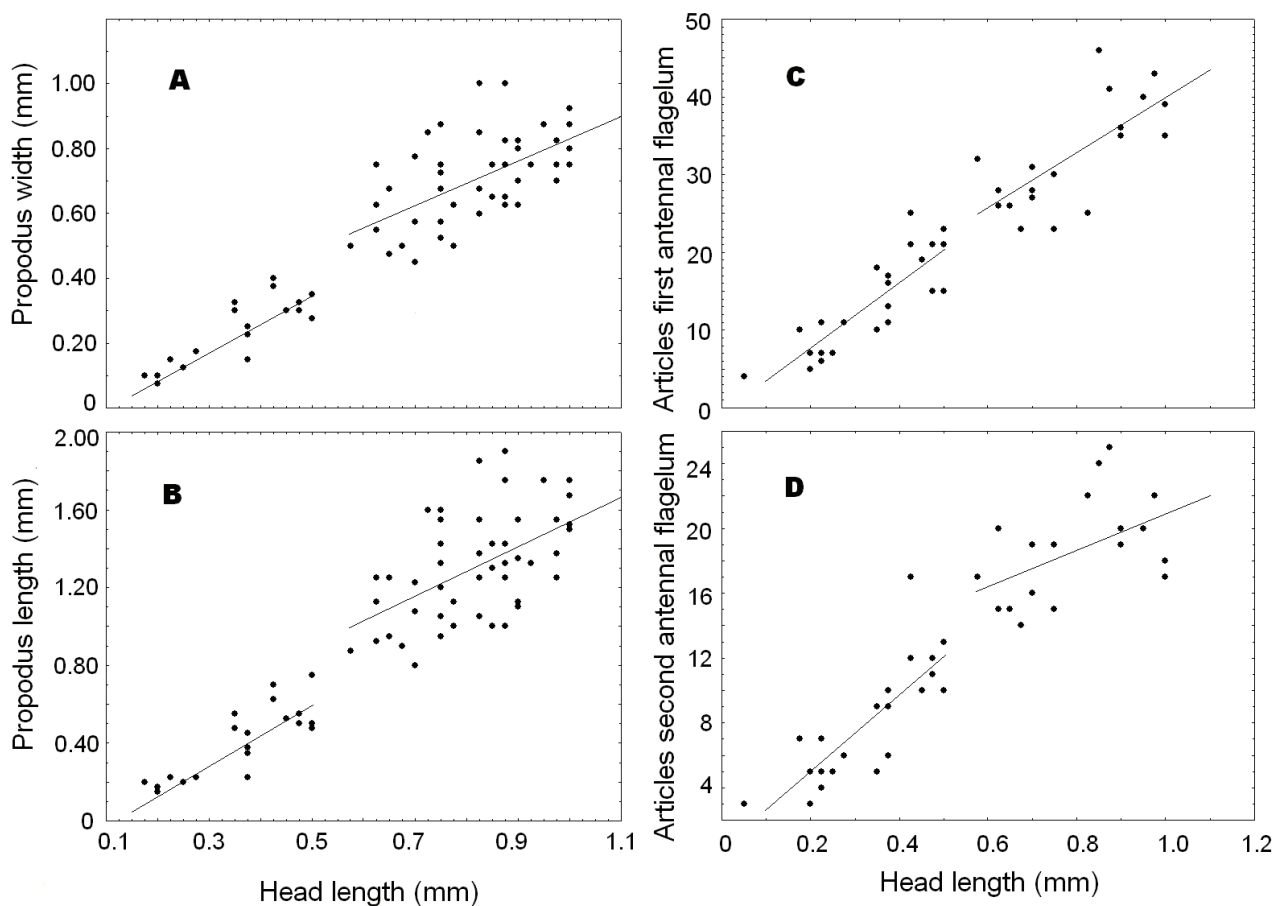 A
Propodus width (mm)
1.00
0.80
0.60
0.40
0.20
0
B
Propodus length (mm)
2.00
1.60
1.20
0.80
0.40
0
0.1 0.3 0.5 0.7 0.9 1.1
Head length (mm)
C
Articles first antennal flagelum
50
40
30
20
10
0
D
Articles second antennal flagelum
24
20
16
12
8
4
0 0.2 0.4 0.6 0.8 1.0 1.2
Head length (mm)